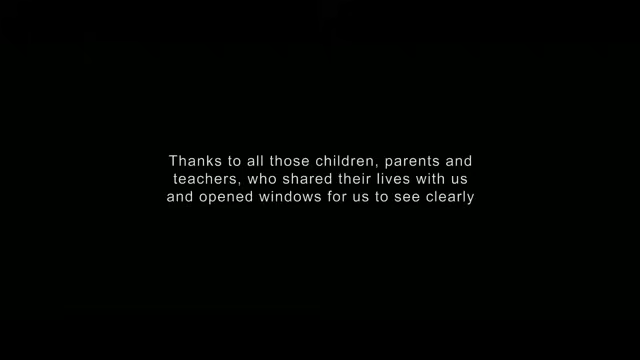 Thanks to all those children, parents and
teachers, who shared their lives with us
and opened windows for us to see clearly